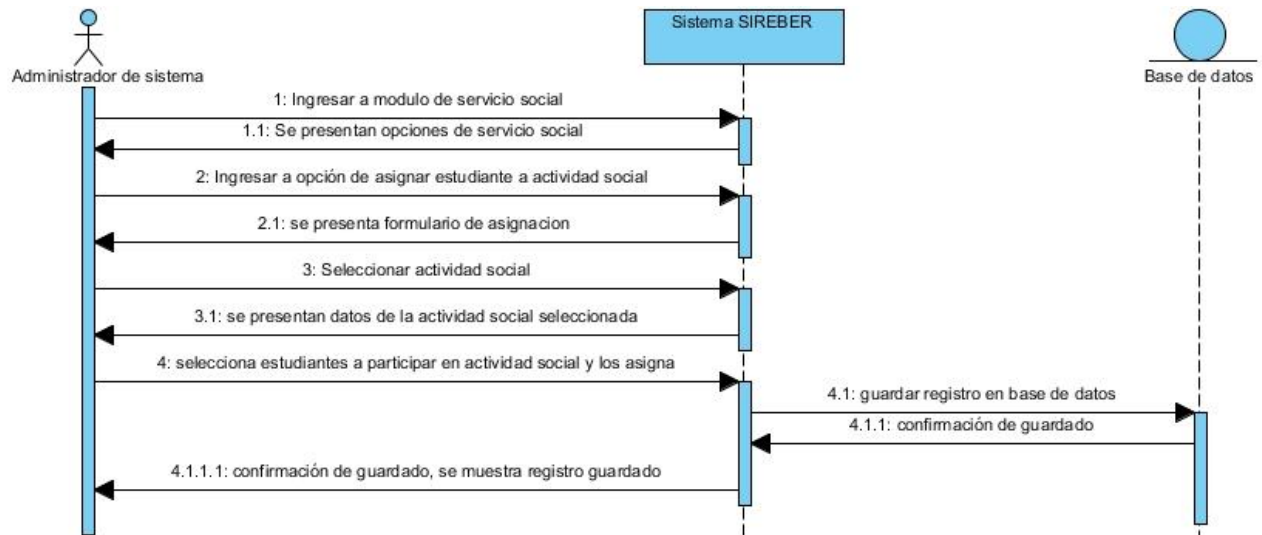 Sistema SIREBER
Administrador de sistema
Base de datos
1: Ingresar a modulo de servicio social
1.1: Se presentan opciones de servicio social
2: Ingresar a opción de asignar estudiante a actividad social
2.1: se presenta formulario de asignacion
3: Seleccionar actividad social
3.1: se presentan datos de la actividad social seleccionada
4: selecciona estudiantes a participar en actividad social y los asigna
4.1: guardar registro en base de datos
4.1.1: confirmación de guardado
4.1.1.1: confirmación de guardado, se muestra registro guardado